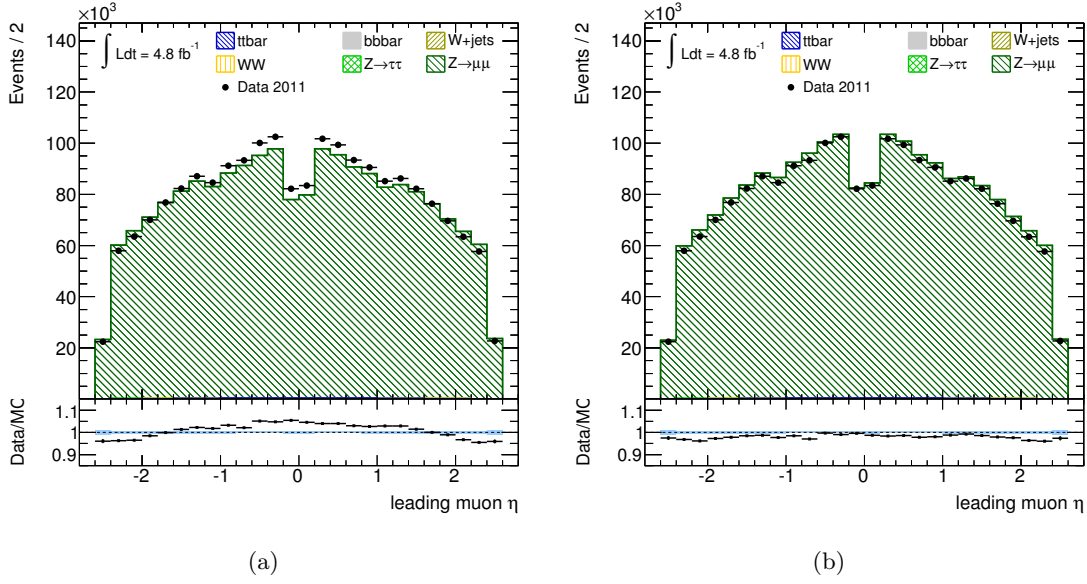 ×10³
140
120
100
80
60
40
20
Events / 2
∫ Ldt = 4.8 fb⁻¹
ttbar
bbbar
W+jets
WW
Z→ττ
Z→μμ
Data 2011
Data/MC
1.1
1
0.9
-2
-1
0
1
2
leading muon η
(a)
×10³
140
120
100
80
60
40
20
Events / 2
∫ Ldt = 4.8 fb⁻¹
ttbar
bbbar
W+jets
WW
Z→ττ
Z→μμ
Data 2011
Data/MC
1.1
1
0.9
-2
-1
0
1
2
leading muon η
(b)